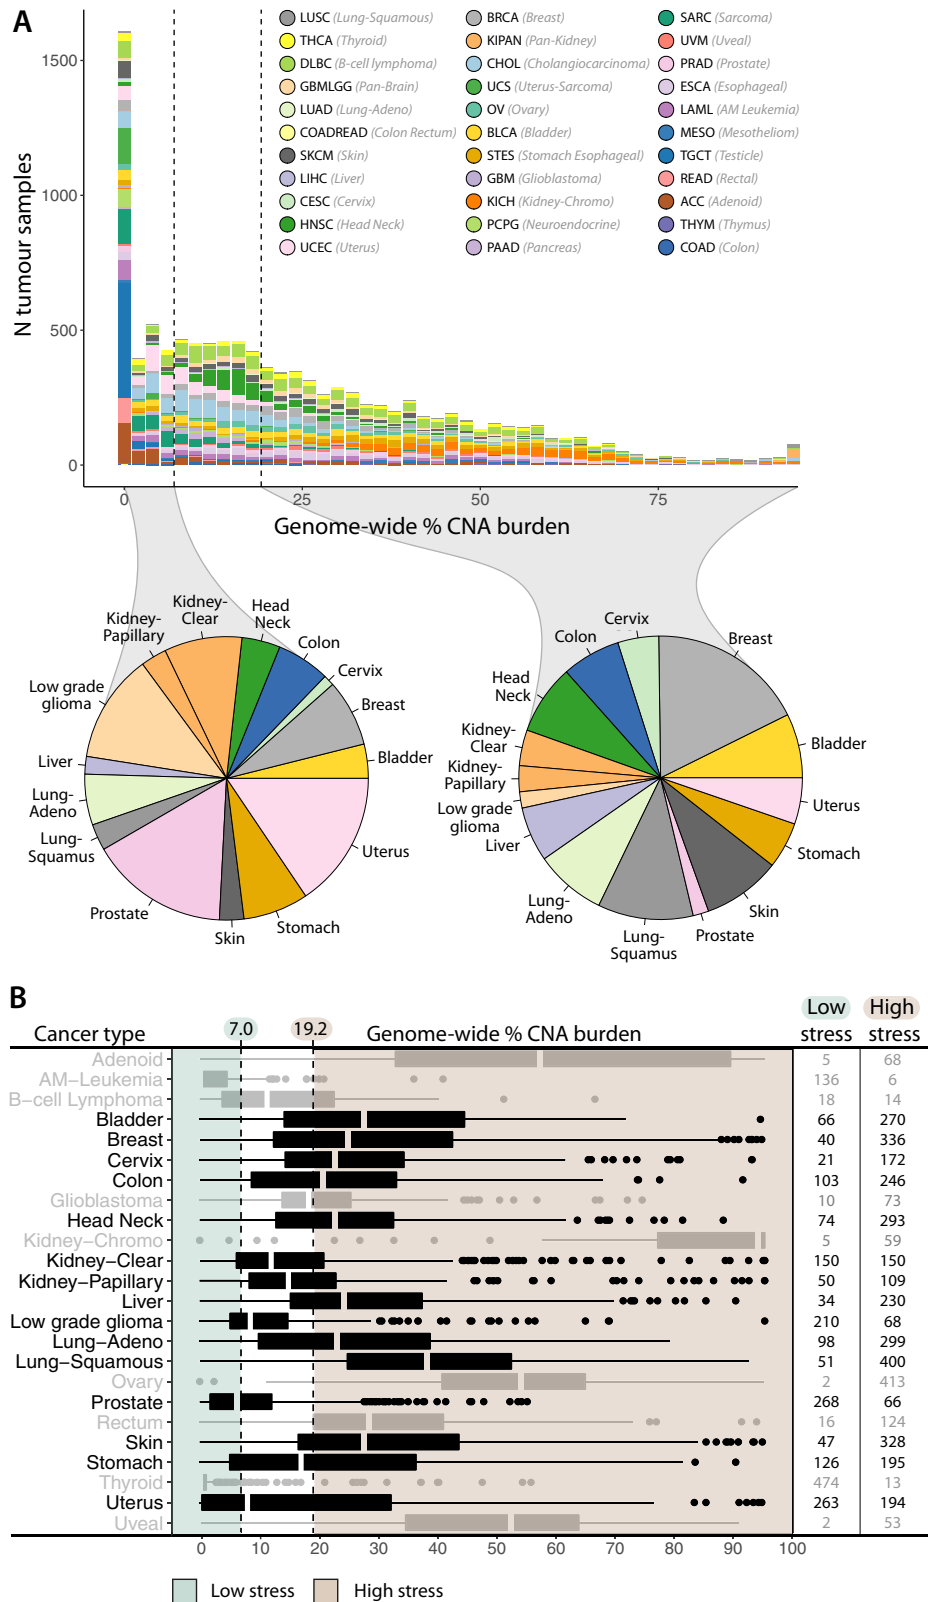 A
LUSC (Lung-Squamous)
THCA (Thyroid)
DLBC (B-cell lymphoma)
GBMLGG (Pan-Brain)
LUAD (Lung-Adeno)
COADREAD (Colon Rectum)
SKCM (Skin)
LIHC (Liver)
CESC (Cervix)
HNSC (Head Neck)
UCEC (Uterus)
BRCA (Breast)
KIPAN (Pan-Kidney)
CHOL (Cholangiocarcinoma)
UCS (Uterus-Sarcoma)
OV (Ovary)
BLCA (Bladder)
STES (Stomach Esophageal)
GBM (Glioblastoma)
KICH (Kidney-Chromo)
PCPG (Neuroendocrine)
PAAD (Pancreas)
SARC (Sarcoma)
UVM (Uveal)
PRAD (Prostate)
ESCA (Esophageal)
LAML (AM Leukemia)
MESO (Mesotheliom)
TGCT (Testicle)
READ (Rectal)
ACC (Adenoid)
THYM (Thymus)
COAD (Colon)
N tumour samples
1500
1000
500
0
0 25 50 75
Genome-wide % CNA burden
Kidney-
Clear
Head
Neck
Kidney-
Papillary
Colon
Cervix
Low grade
glioma
Breast
Liver
Bladder
Lung-
Adeno
Lung-
Squamus
Uterus
Prostate
Stomach
Skin
Cervix
Colon
Breast
Head
Neck
Kidney-
Clear
Bladder
Kidney-
Papillary
Low grade
glioma
Uterus
Liver
Stomach
Lung-
Adeno
Skin
Lung-
Squamus
Prostate
B
Cancer type 7.0 19.2 Genome-wide % CNA burden Low stress High stress
Adenoid 5 68
AM–Leukemia 136 6
B–cell Lymphoma 18 14
Bladder 66 270
Breast 40 336
Cervix 21 172
Colon 103 246
Glioblastoma 10 73
Head Neck 74 293
Kidney–Chromo 5 59
Kidney–Clear 150 150
Kidney–Papillary 50 109
Liver 34 230
Low grade glioma 210 68
Lung–Adeno 98 299
Lung–Squamous 51 400
Ovary 2 413
Prostate 268 66
Rectum 16 124
Skin 47 328
Stomach 126 195
Thyroid 474 13
Uterus 263 194
Uveal 2 53
0 10 20 30 40 50 60 70 80 90 100
Low stress High stress